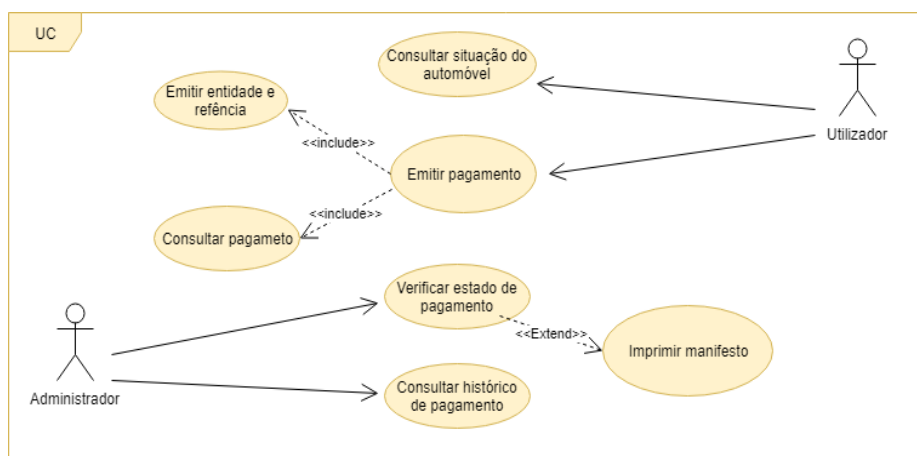 UC
Consultar situação do
automóvel
Emitir entidade e
refência
Utilizador
<<include>>
Emitir pagamento
<<include>>
Consultar pagameto
Verificar estado de
pagamento
<<Extend>>
Imprimir manifesto
Administrador
Consultar histórico
de pagamento